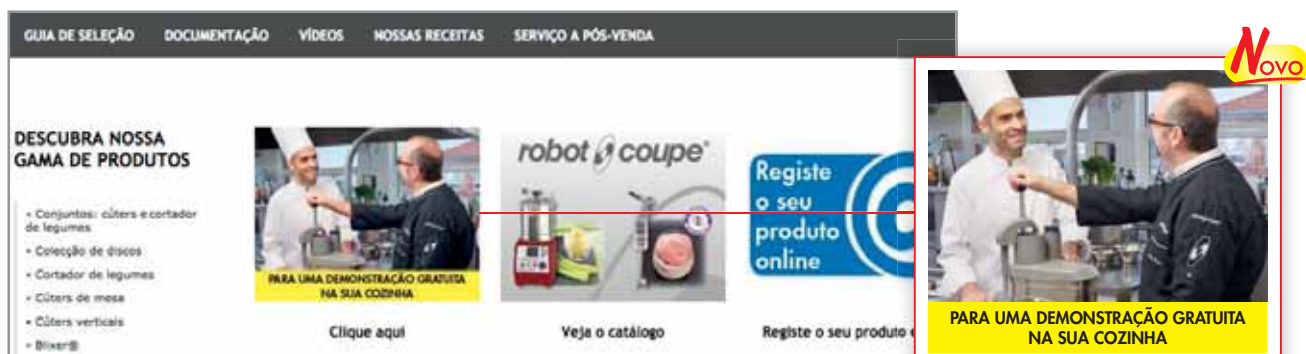 GUIA DE SELEÇÃO DOCUMENTAÇÃO VÍDEOS NOSSAS RECEITAS SERVIÇO A PÓS-VENDA
Novo
DESCUBRA NOSSA
GAMA DE PRODUTOS
• Conjuntos: cúters e cortador
de legumes
• Colecção de discos
• Cortador de legumes
• Cúters de mesa
• Cúters verticais
• Blixer®
PARA UMA DEMONSTRAÇÃO GRATUITA
NA SUA COZINHA
Clique aqui
robot coupe®
Veja o catálogo
Registe
o seu
produto
online
Registe o seu produto
PARA UMA DEMONSTRAÇÃO GRATUITA
NA SUA COZINHA